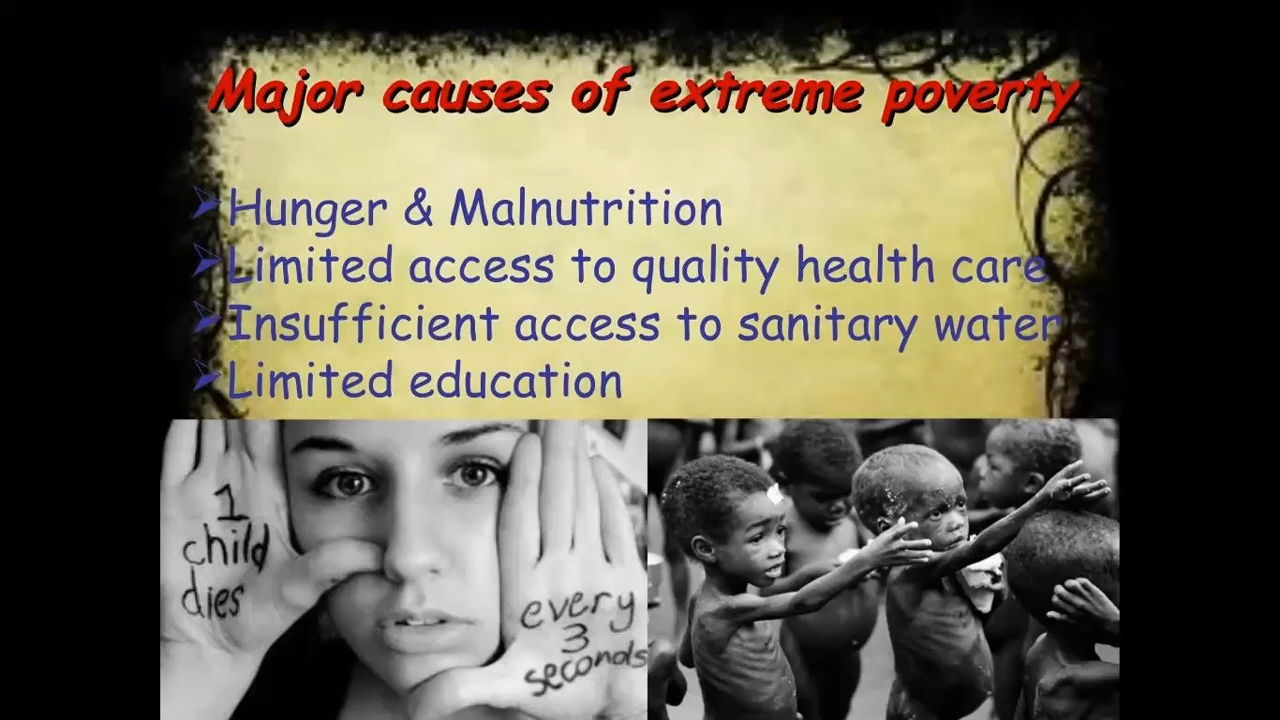 Major causes of extreme poverty
Hunger & Malnutrition
Limited access to quality health care
Insufficient access to sanitary water
Limited education
1
child
dies
every
3
seconds